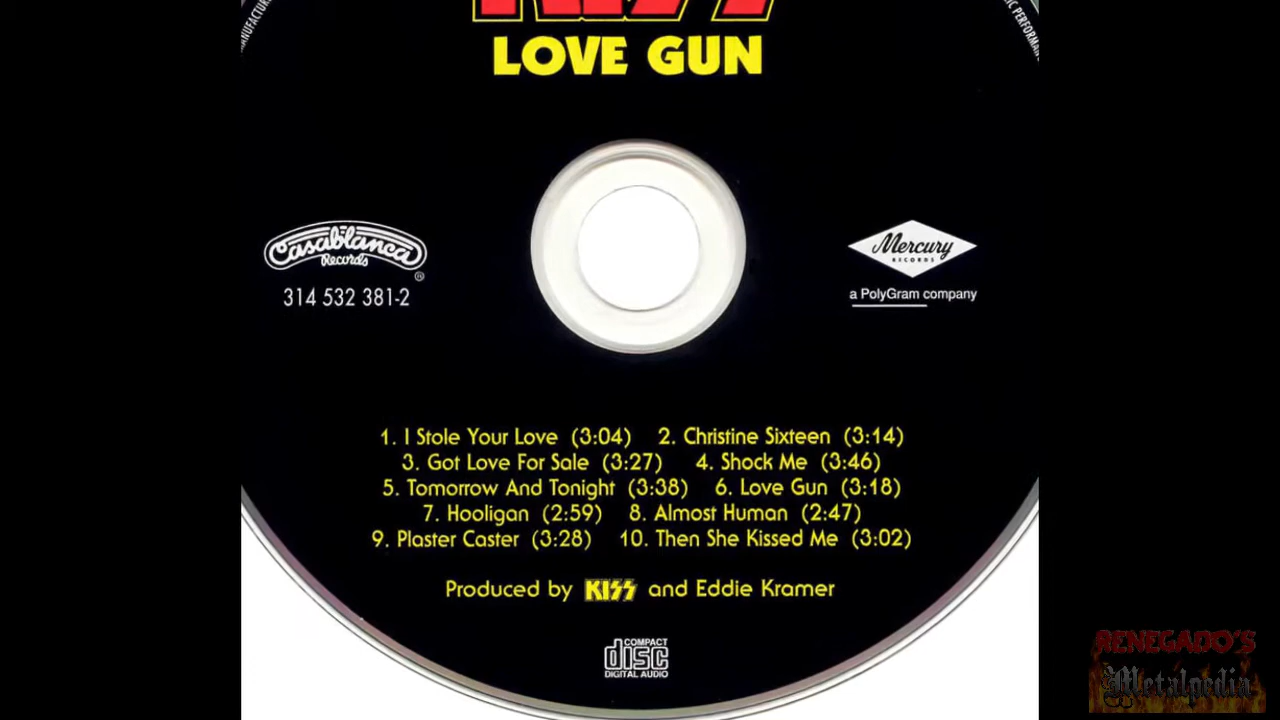 KISS
LOVE GUN
MANUFACTUR
IC PERFORMAN
Casablanca
Records
®
314 532 381-2
Mercury
RECORDS
a PolyGram company
1. I Stole Your Love (3:04) 2. Christine Sixteen (3:14)
3. Got Love For Sale (3:27) 4. Shock Me (3:46)
5. Tomorrow And Tonight (3:38) 6. Love Gun (3:18)
7. Hooligan (2:59) 8. Almost Human (2:47)
9. Plaster Caster (3:28) 10. Then She Kissed Me (3:02)
Produced by KISS and Eddie Kramer
COMPACT
disc
DIGITAL AUDIO
RENEGADO'S
Metalpedia